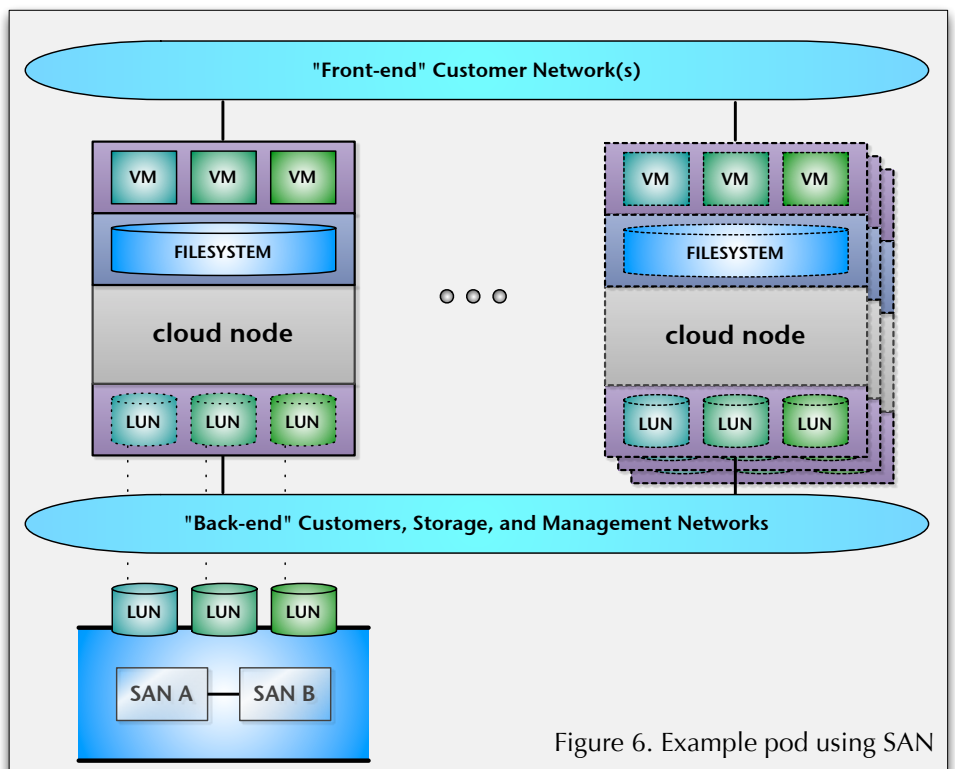 "Front-end" Customer Network(s)
VM VM VM
VM VM VM
FILESYSTEM
FILESYSTEM
cloud node
cloud node
LUN LUN LUN
LUN LUN LUN
"Back-end" Customers, Storage, and Management Networks
LUN LUN LUN
SAN A SAN B
Figure 6. Example pod using SAN